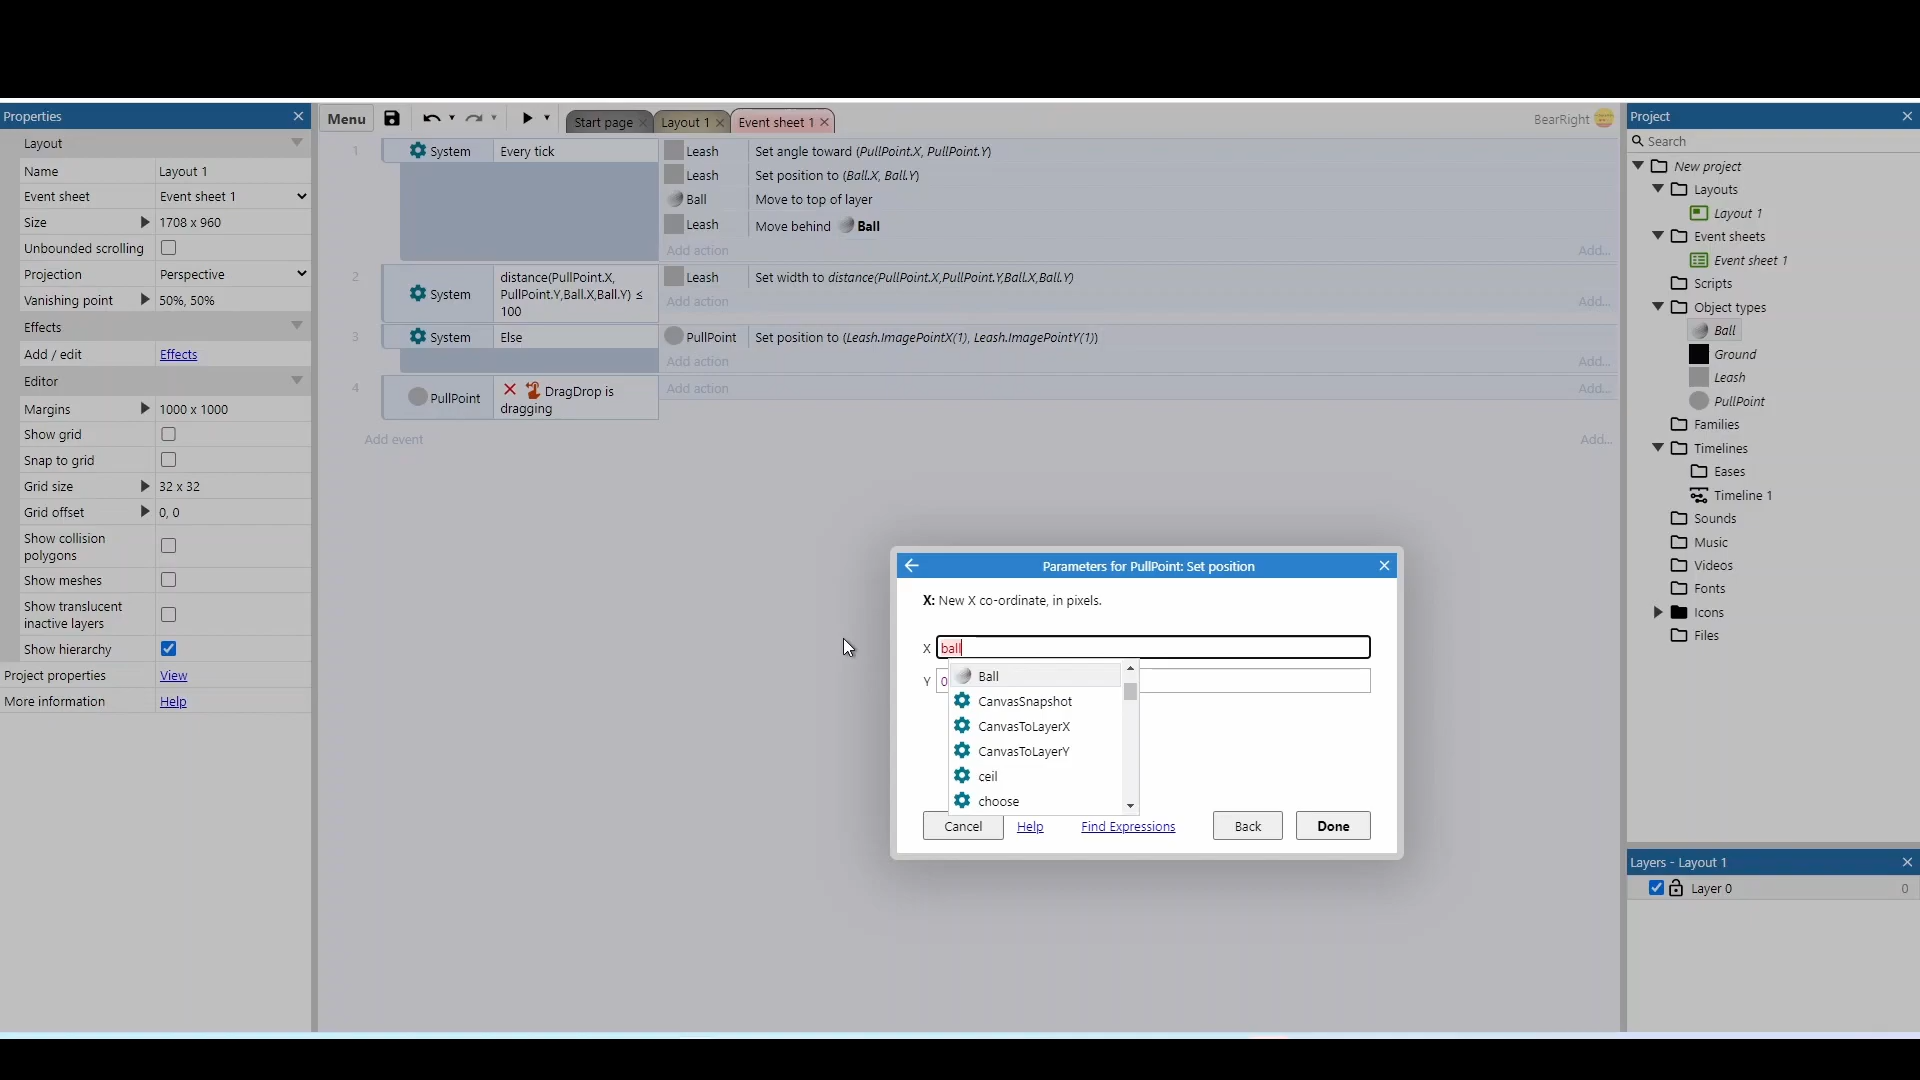 Properties
Layout
Name Layout 1
Event sheet Event sheet 1
Size 1708 x 960
Unbounded scrolling
Projection Perspective
Vanishing point 50%, 50%
Effects
Add / edit Effects
Editor
Margins 1000 x 1000
Show grid
Snap to grid
Grid size 32 x 32
Grid offset 0, 0
Show collision
polygons
Show meshes
Show translucent
inactive layers
Show hierarchy
Project properties View
More information Help
Menu
Start page Layout 1 Event sheet 1
BearRight
1 System Every tick Leash Set angle toward (PullPoint.X, PullPoint.Y)
Leash Set position to (Ball.X, Ball.Y)
Ball Move to top of layer
Leash Move behind Ball
Add action Add...
2 System distance(PullPoint.X,
PullPoint.Y,Ball.X,Ball.Y) ≤
100
Leash Set width to distance(PullPoint.X,PullPoint.Y,Ball.X,Ball.Y)
Add action Add...
3 System Else PullPoint Set position to (Leash.ImagePointX(1), Leash.ImagePointY(1))
Add action Add...
4 PullPoint DragDrop is
dragging
Add action Add...
Add event Add...
Parameters for PullPoint: Set position
X: New X co-ordinate, in pixels.
X ball
Y 0
Ball
CanvasSnapshot
CanvasToLayerX
CanvasToLayerY
ceil
choose
Cancel Help Find Expressions Back Done
Project
Search
New project
Layouts
Layout 1
Event sheets
Event sheet 1
Scripts
Object types
Ball
Ground
Leash
PullPoint
Families
Timelines
Eases
Timeline 1
Sounds
Music
Videos
Fonts
Icons
Files
Layers - Layout 1
Layer 0 0